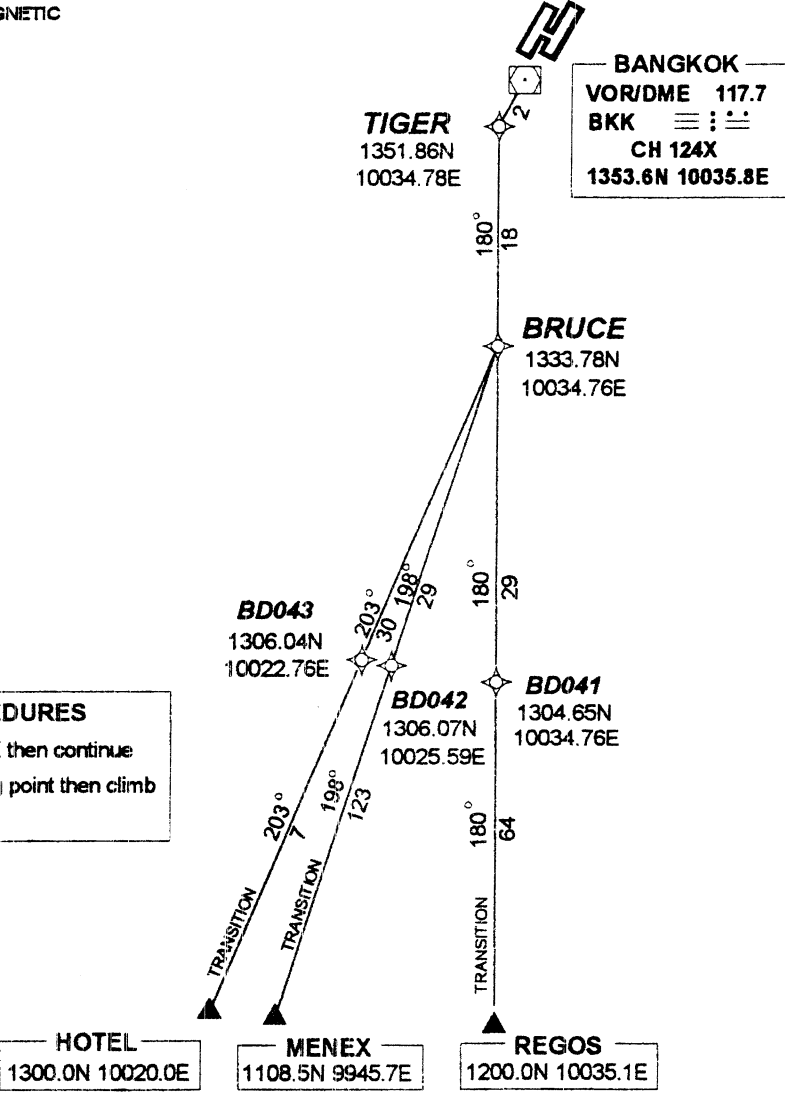 BANGKOK
VOR/DME 117.7
BKK
CH 124X
1353.6N 10035.8E
TIGER
1351.86N
10034.78E
2
180°
18
BRUCE
1333.78N
10034.76E
203°
30
198°
29
180°
29
BD043
1306.04N
10022.76E
BD042
1306.07N
10025.59E
BD041
1304.65N
10034.76E
EDURES
then continue
point then climb
203°
7
198°
123
180°
64
TRANSITION
TRANSITION
TRANSITION
HOTEL
1300.0N 10020.0E
MENEX
1108.5N 9945.7E
REGOS
1200.0N 10035.1E